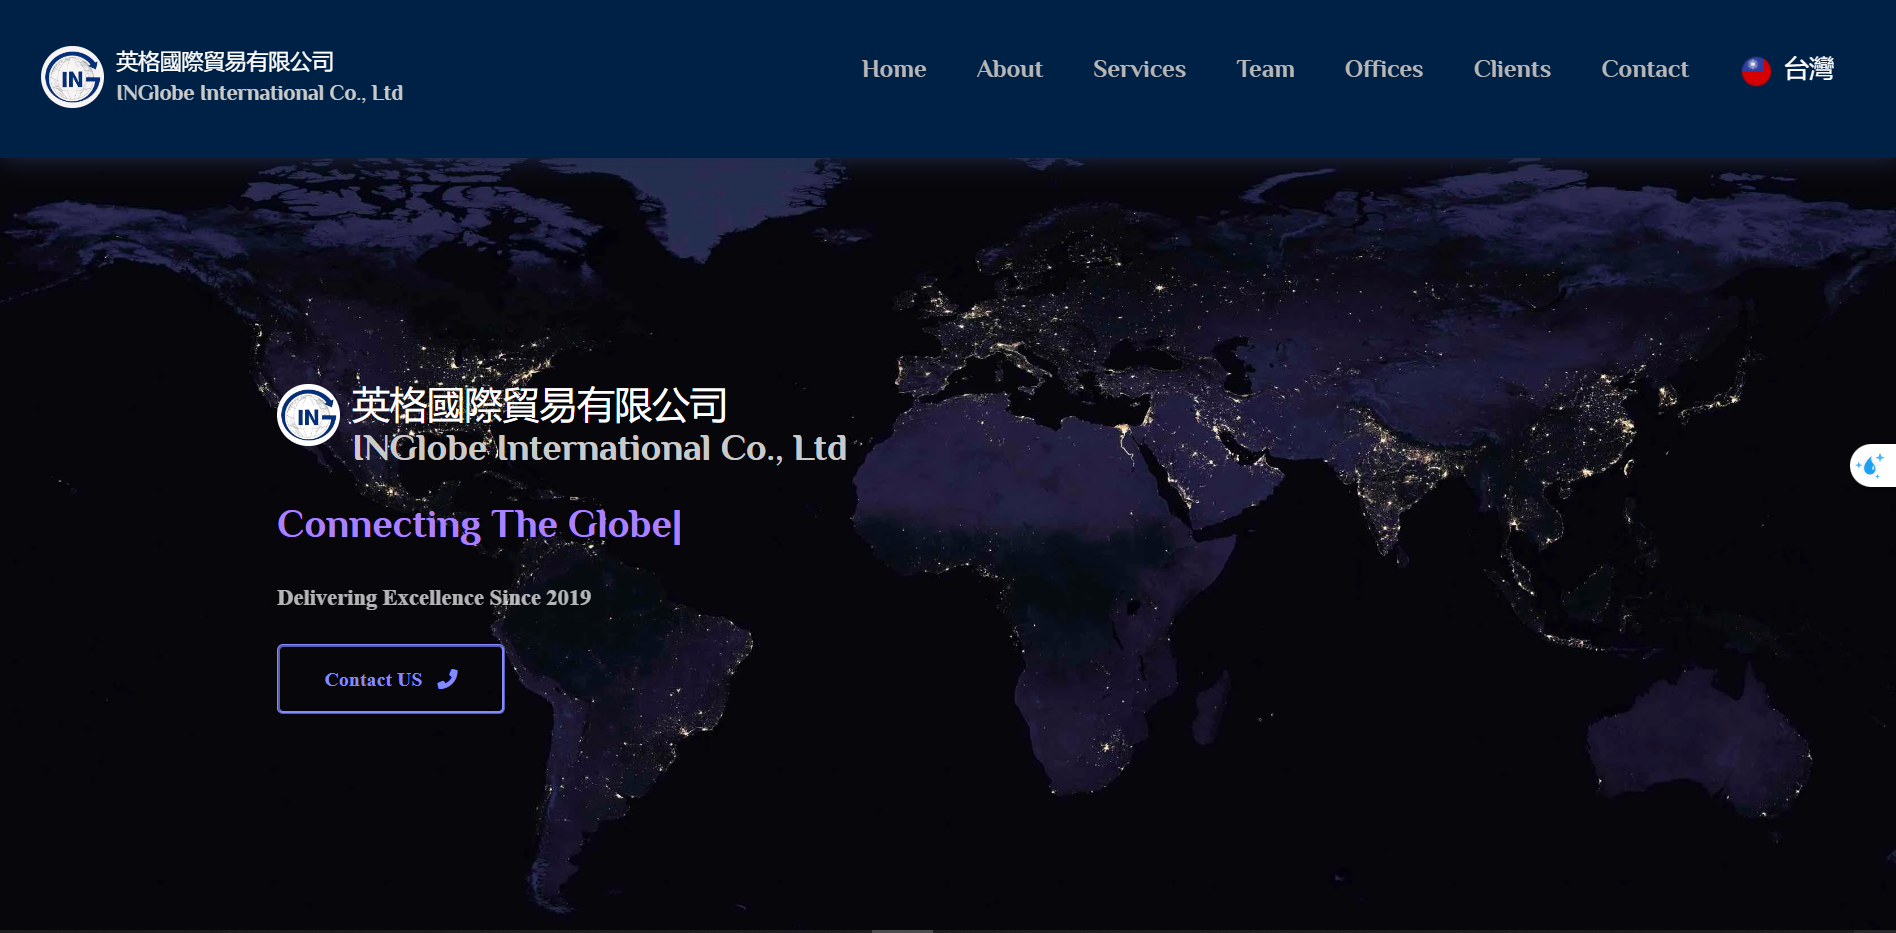 ING
英格國際貿易有限公司
INGlobe International Co., Ltd
Home About Services Team Offices Clients Contact 台灣
ING
英格國際貿易有限公司
INGlobe International Co., Ltd
Connecting The Globe|
Delivering Excellence Since 2019
Contact US